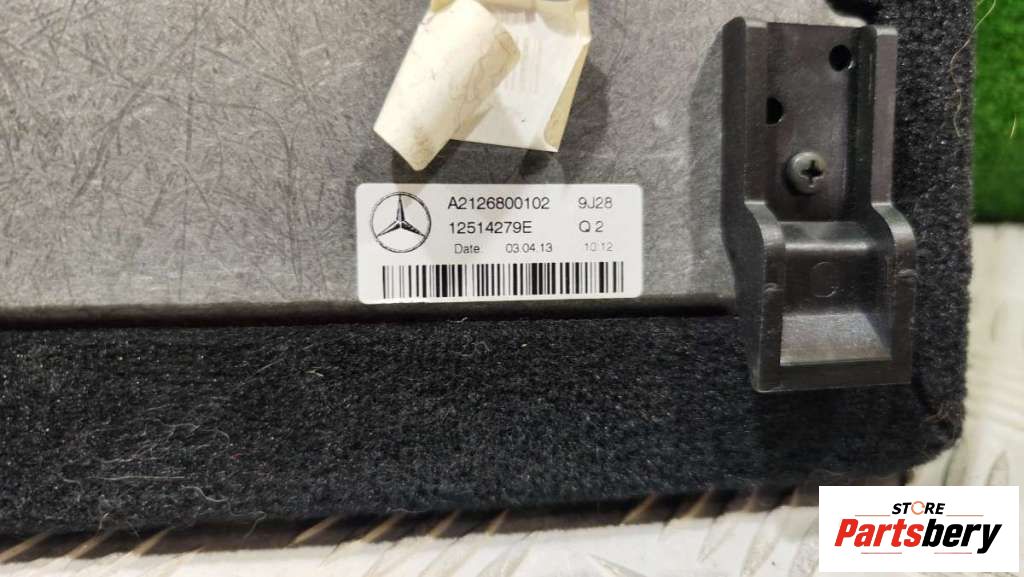 A2126800102 9J28
12514279E Q 2
Date: 03.04.13 10:12
STORE
Partsbery